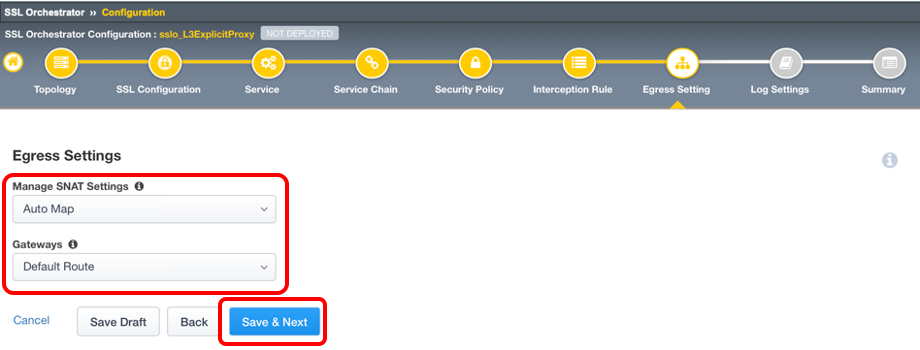 SSL Orchestrator » Configuration
SSL Orchestrator Configuration : sslo_L3ExplicitProxy NOT DEPLOYED
Topology SSL Configuration Service Service Chain Security Policy Interception Rule Egress Setting Log Settings Summary
Egress Settings
Manage SNAT Settings
Auto Map
Gateways
Default Route
Cancel Save Draft Back Save & Next